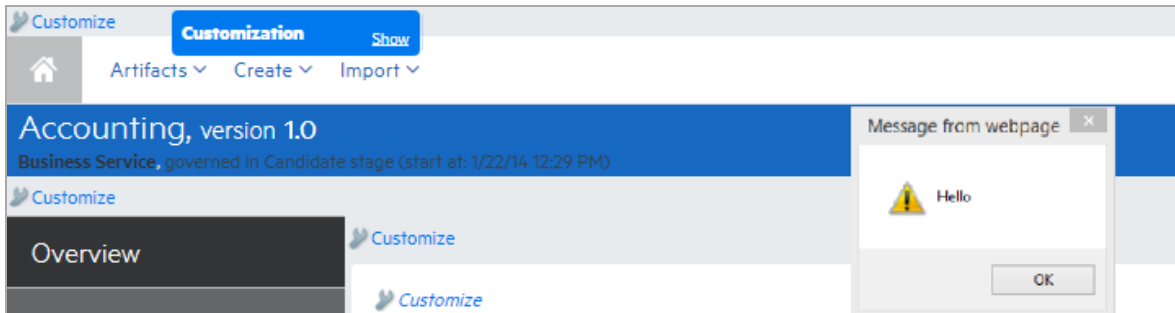 Customize
Customization Show
Artifacts Create Import
Accounting, version 1.0
Business Service, governed in Candidate stage (start at: 1/22/14 12:29 PM)
Message from webpage
Hello
OK
Customize
Overview
Customize
Customize